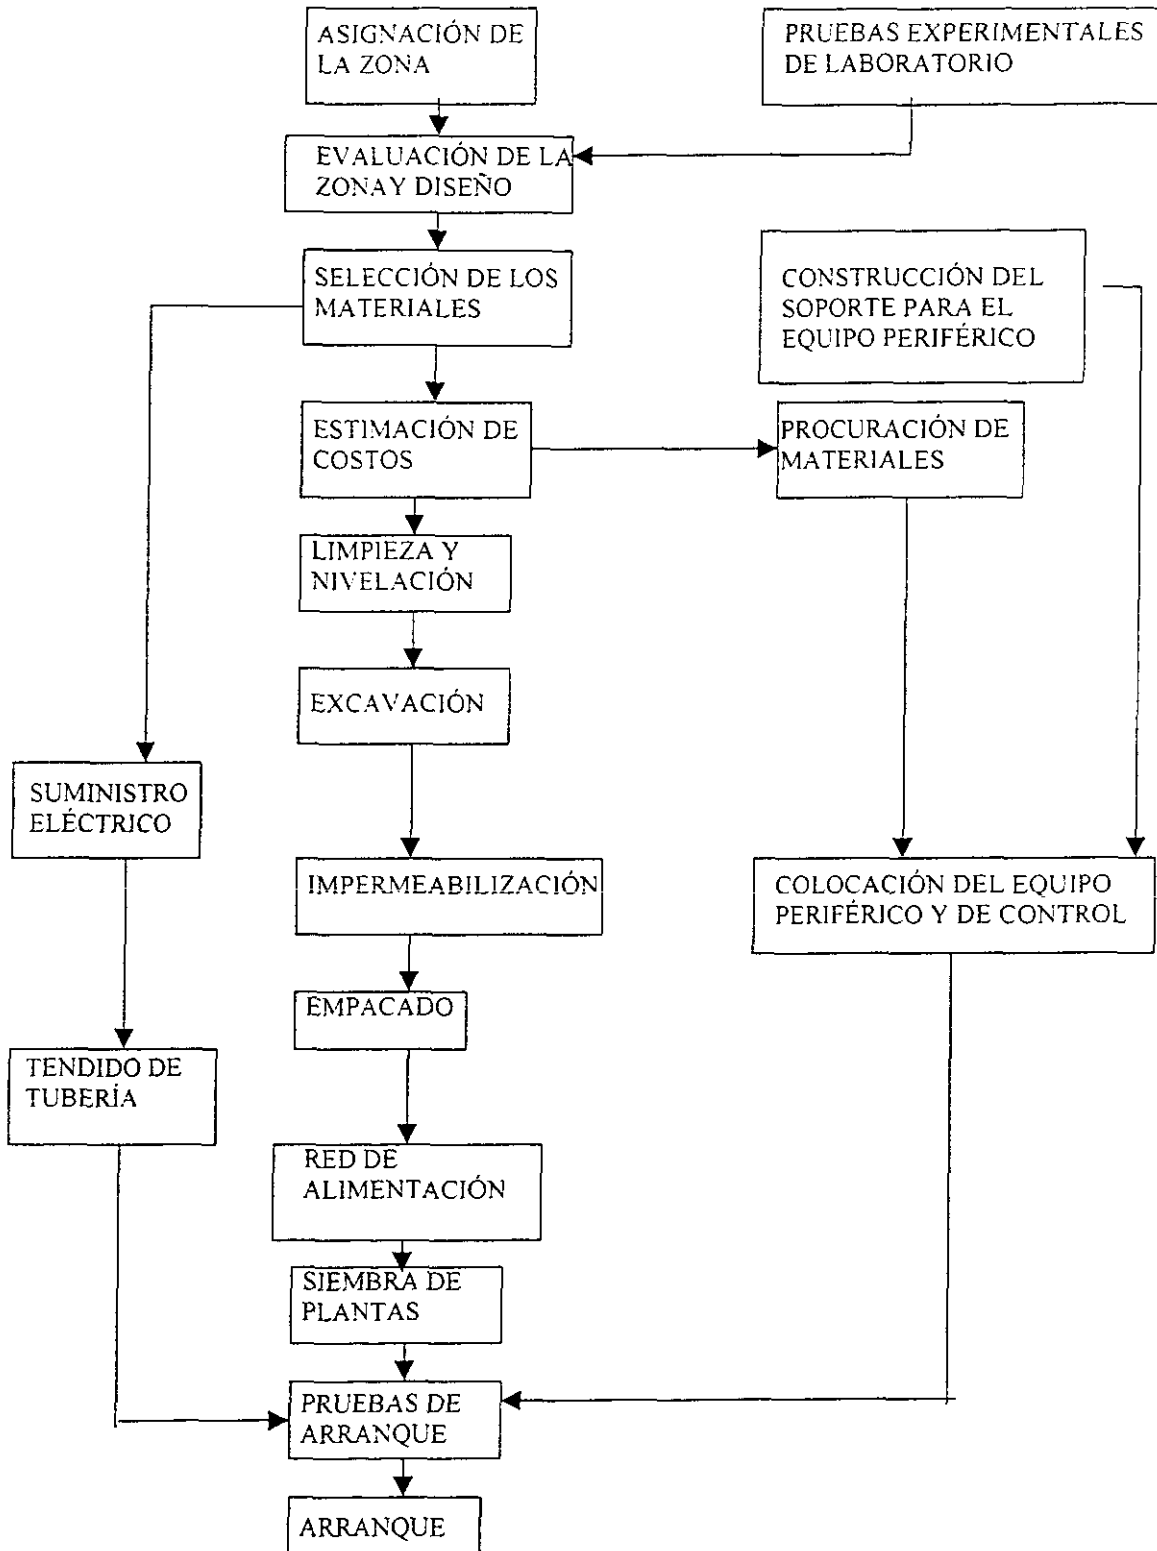 ASIGNACIÓN DE
LA ZONA
PRUEBAS EXPERIMENTALES
DE LABORATORIO
EVALUACIÓN DE LA
ZONA Y DISEÑO
SELECCIÓN DE LOS
MATERIALES
CONSTRUCCIÓN DEL
SOPORTE PARA EL
EQUIPO PERIFÉRICO
ESTIMACIÓN DE
COSTOS
PROCURACIÓN DE
MATERIALES
LIMPIEZA Y
NIVELACIÓN
EXCAVACIÓN
SUMINISTRO
ELÉCTRICO
IMPERMEABILIZACIÓN
COLOCACIÓN DEL EQUIPO
PERIFÉRICO Y DE CONTROL
EMPACADO
TENDIDO DE
TUBERÍA
RED DE
ALIMENTACIÓN
SIEMBRA DE
PLANTAS
PRUEBAS DE
ARRANQUE
ARRANQUE